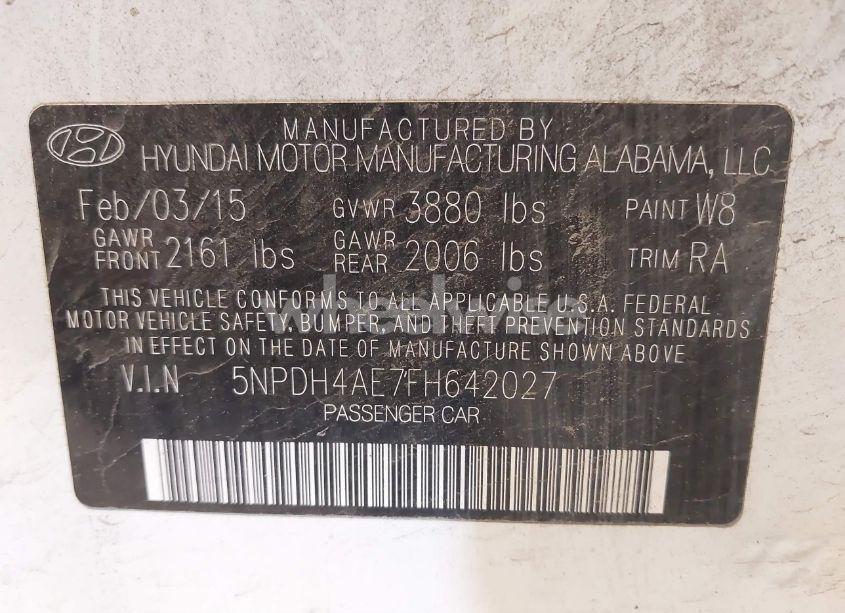 MANUFACTURED BY
HYUNDAI MOTOR MANUFACTURING ALABAMA, LLC
Feb/03/15 GVWR 3880 lbs PAINT W8
GAWR FRONT 2161 lbs GAWR REAR 2006 lbs TRIM RA
THIS VEHICLE CONFORMS TO ALL APPLICABLE U.S.A. FEDERAL
MOTOR VEHICLE SAFETY, BUMPER, AND THEFT PREVENTION STANDARDS
IN EFFECT ON THE DATE OF MANUFACTURE SHOWN ABOVE
V.I.N 5NPDH4AE7FH642027
PASSENGER CAR